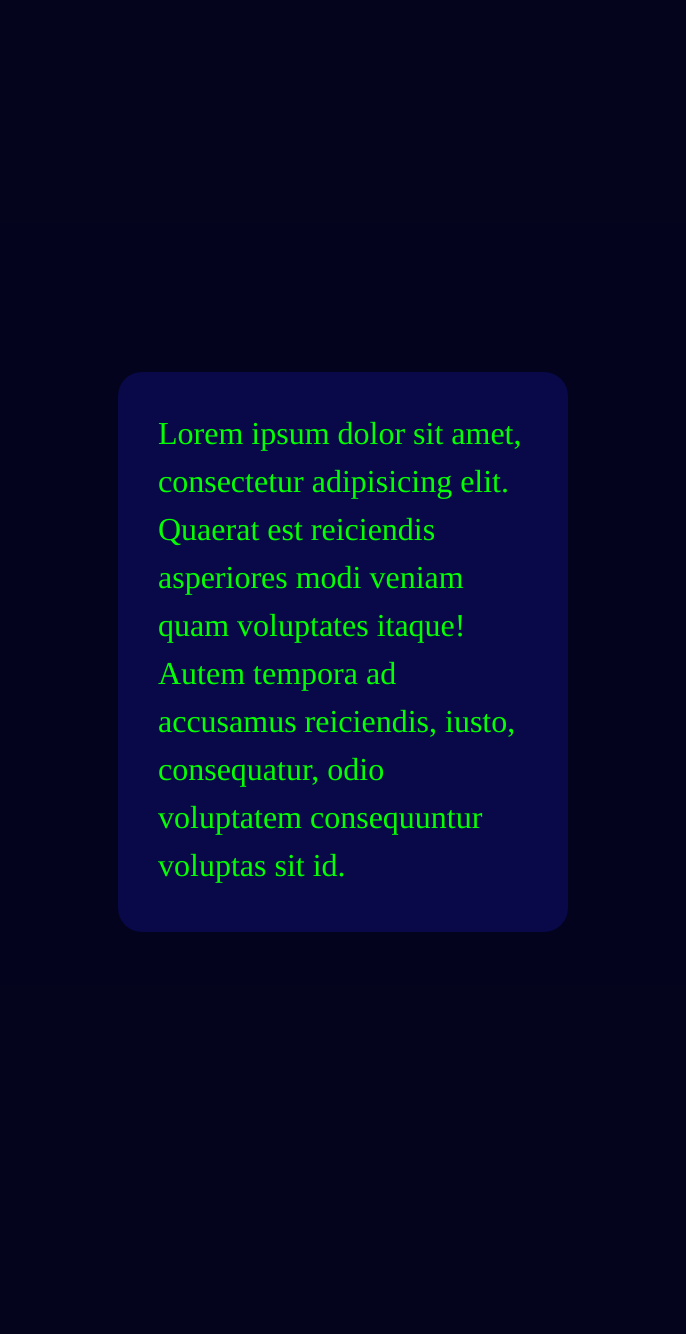 Lorem ipsum dolor sit amet,
consectetur adipisicing elit.
Quaerat est reiciendis
asperiores modi veniam
quam voluptates itaque!
Autem tempora ad
accusamus reiciendis, iusto,
consequatur, odio
voluptatem consequuntur
voluptas sit id.